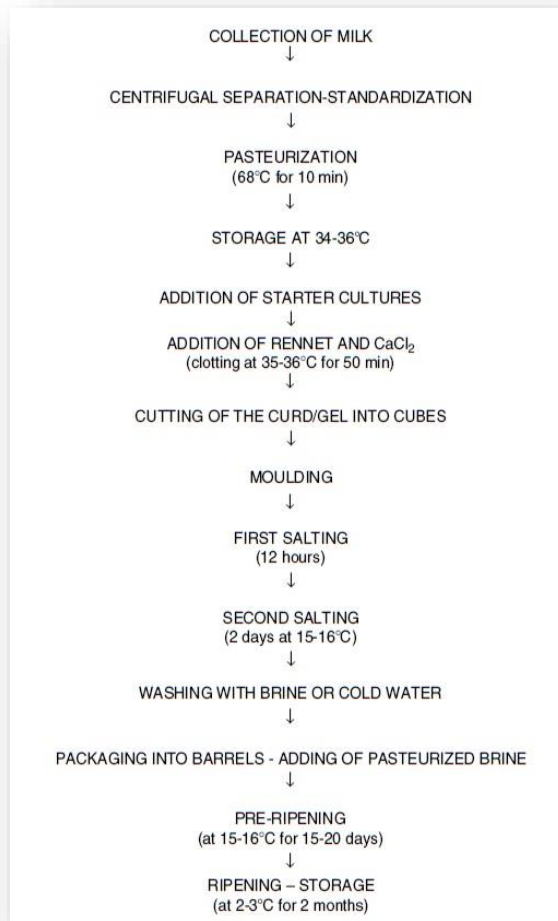 COLLECTION OF MILK
↓
CENTRIFUGAL SEPARATION-STANDARDIZATION
↓
PASTEURIZATION
(68°C for 10 min)
↓
STORAGE AT 34-36°C
↓
ADDITION OF STARTER CULTURES
↓
ADDITION OF RENNET AND CaCl₂
(clotting at 35-36°C for 50 min)
↓
CUTTING OF THE CURD/GEL INTO CUBES
↓
MOULDING
↓
FIRST SALTING
(12 hours)
↓
SECOND SALTING
(2 days at 15-16°C)
↓
WASHING WITH BRINE OR COLD WATER
↓
PACKAGING INTO BARRELS - ADDING OF PASTEURIZED BRINE
↓
PRE-RIPENING
(at 15-16°C for 15-20 days)
↓
RIPENING – STORAGE
(at 2-3°C for 2 months)